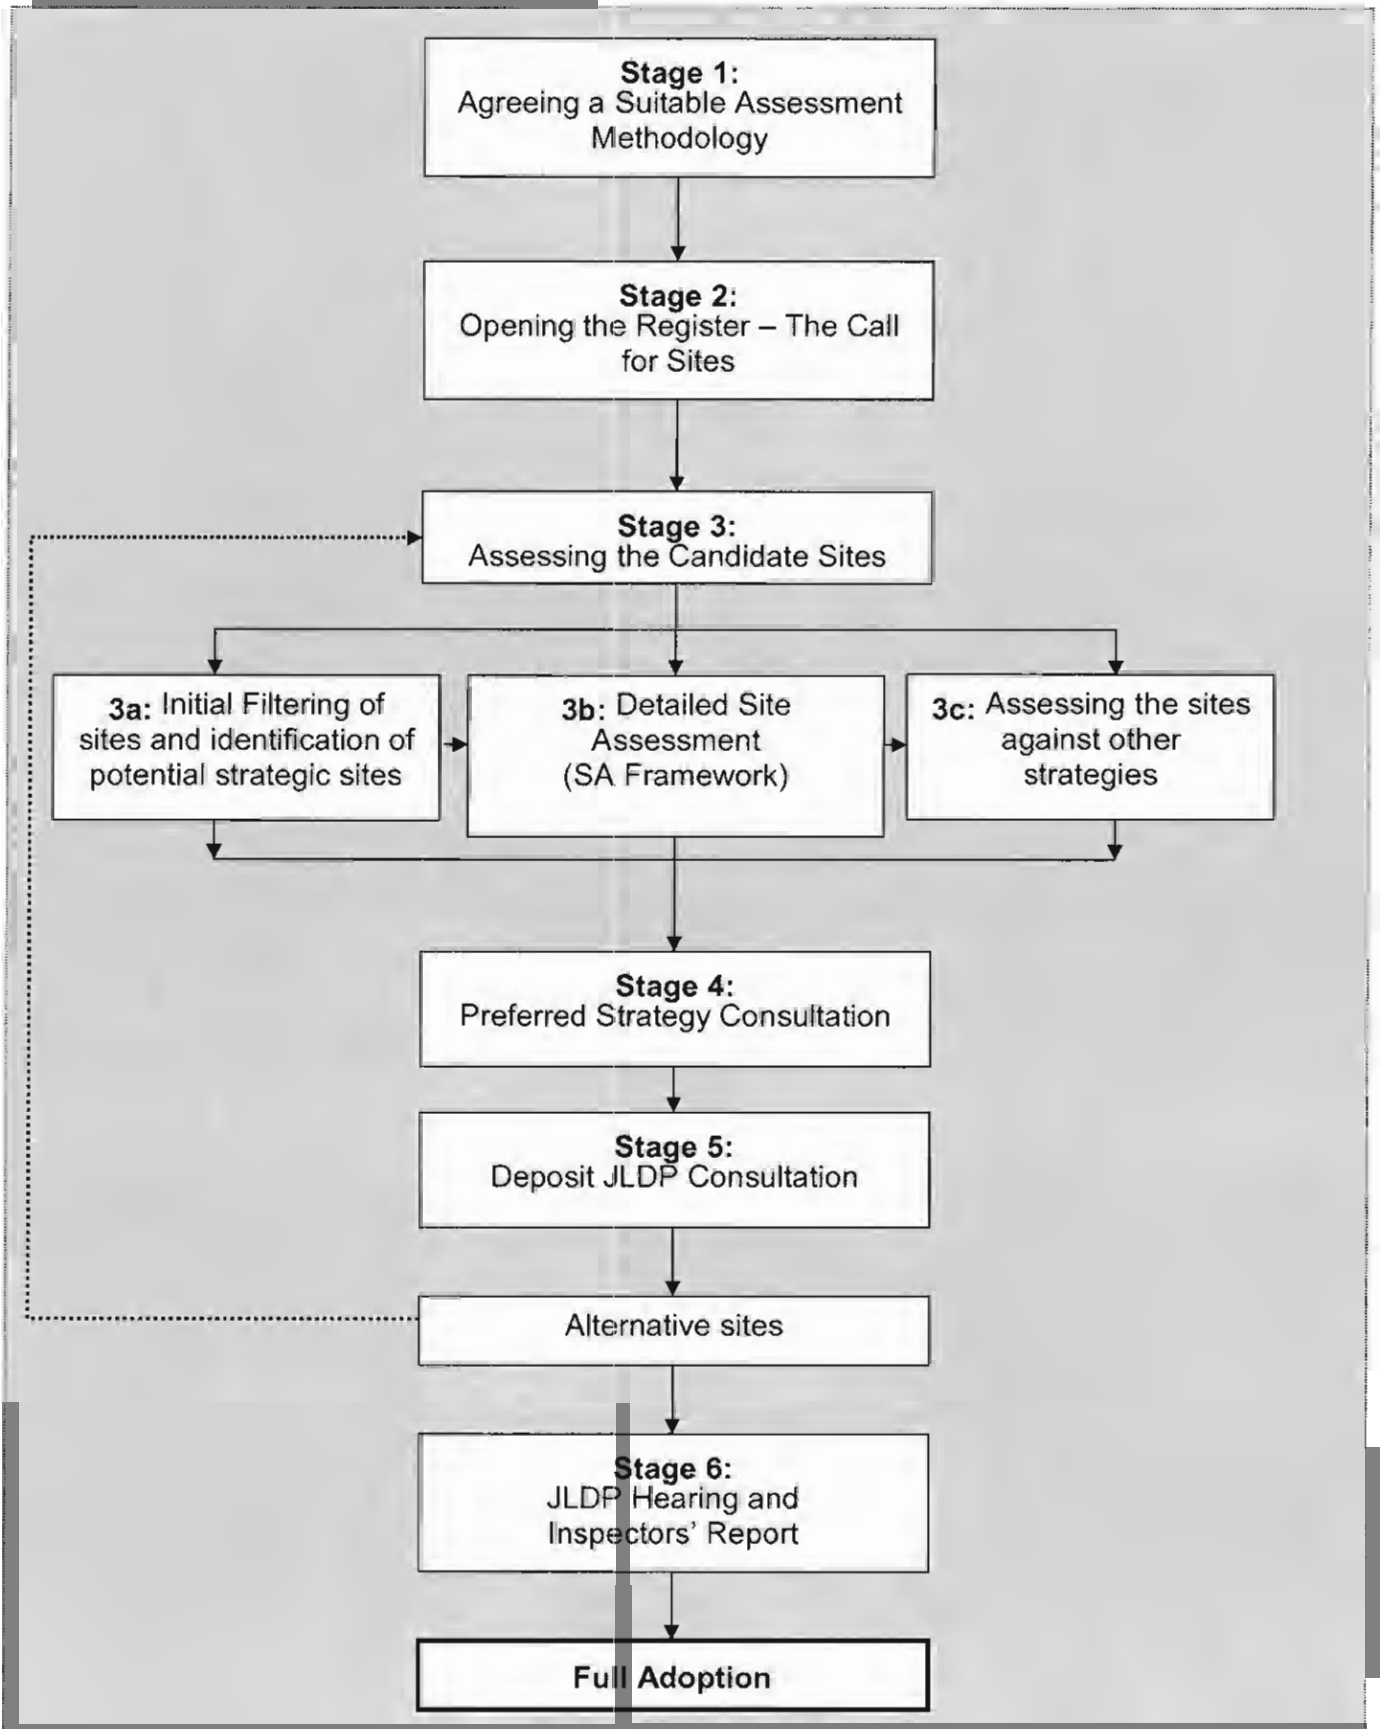 Stage 1:
Agreeing a Suitable Assessment
Methodology
Stage 2:
Opening the Register – The Call
for Sites
Stage 3:
Assessing the Candidate Sites
3a: Initial Filtering of
sites and identification of
potential strategic sites
3b: Detailed Site
Assessment
(SA Framework)
3c: Assessing the sites
against other
strategies
Stage 4:
Preferred Strategy Consultation
Stage 5:
Deposit JLDP Consultation
Alternative sites
Stage 6:
JLDP Hearing and
Inspectors' Report
Full Adoption